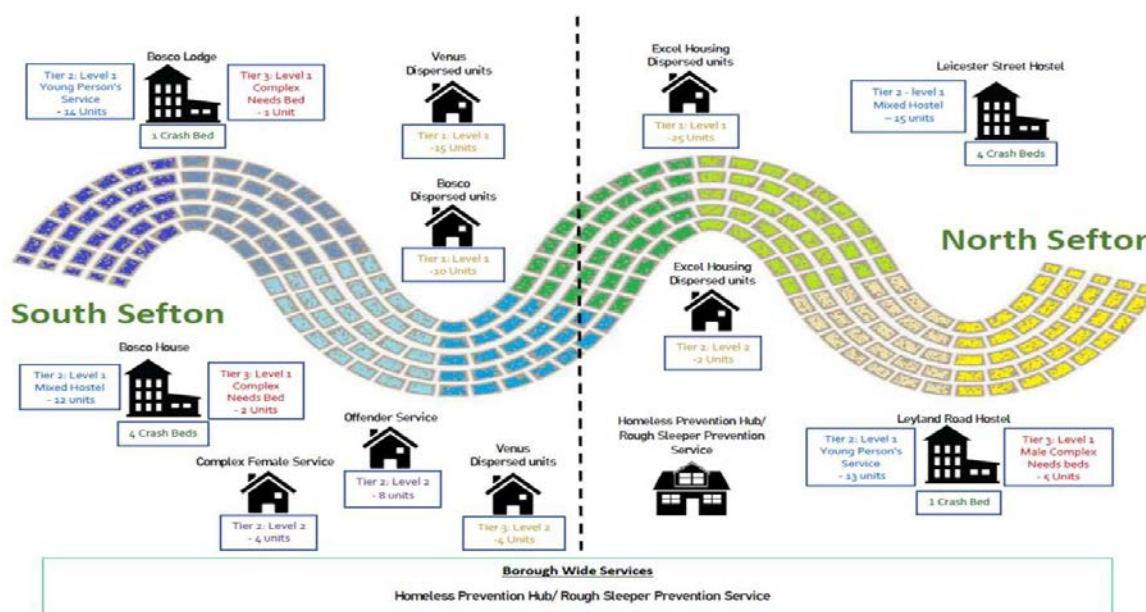 Bosco Lodge
Tier 2: Level 1
Young Person's
Service
- 14 Units
Tier 3: Level 1
Complex
Needs Bed
- 1 Unit
1 Crash Bed
Venus
Dispersed units
Tier 1: Level 1
-15 Units
Bosco
Dispersed units
Tier 1: Level 1
-10 Units
South Sefton
Bosco House
Tier 2: Level 1
Mixed Hostel
- 12 units
Tier 3: Level 1
Complex
Needs Bed
- 2 Units
4 Crash Beds
Offender Service
Tier 2: Level 2
- 8 units
Complex Female Service
Tier 2: Level 2
- 4 units
Venus
Dispersed units
Tier 3: Level 2
-4 Units
Excel Housing
Dispersed units
Tier 1: Level 1
-25 Units
Leicester Street Hostel
Tier 2 - level 1
Mixed Hostel
– 15 units
4 Crash Beds
North Sefton
Excel Housing
Dispersed units
Tier 2: Level 2
-2 Units
Homeless Prevention Hub/
Rough Sleeper Prevention
Service
Leyland Road Hostel
Tier 2: Level 1
Young Person's
Service
- 13 units
Tier 3: Level 1
Male Complex
Needs beds
- 5 Units
1 Crash Bed
Borough Wide Services
Homeless Prevention Hub/ Rough Sleeper Prevention Service